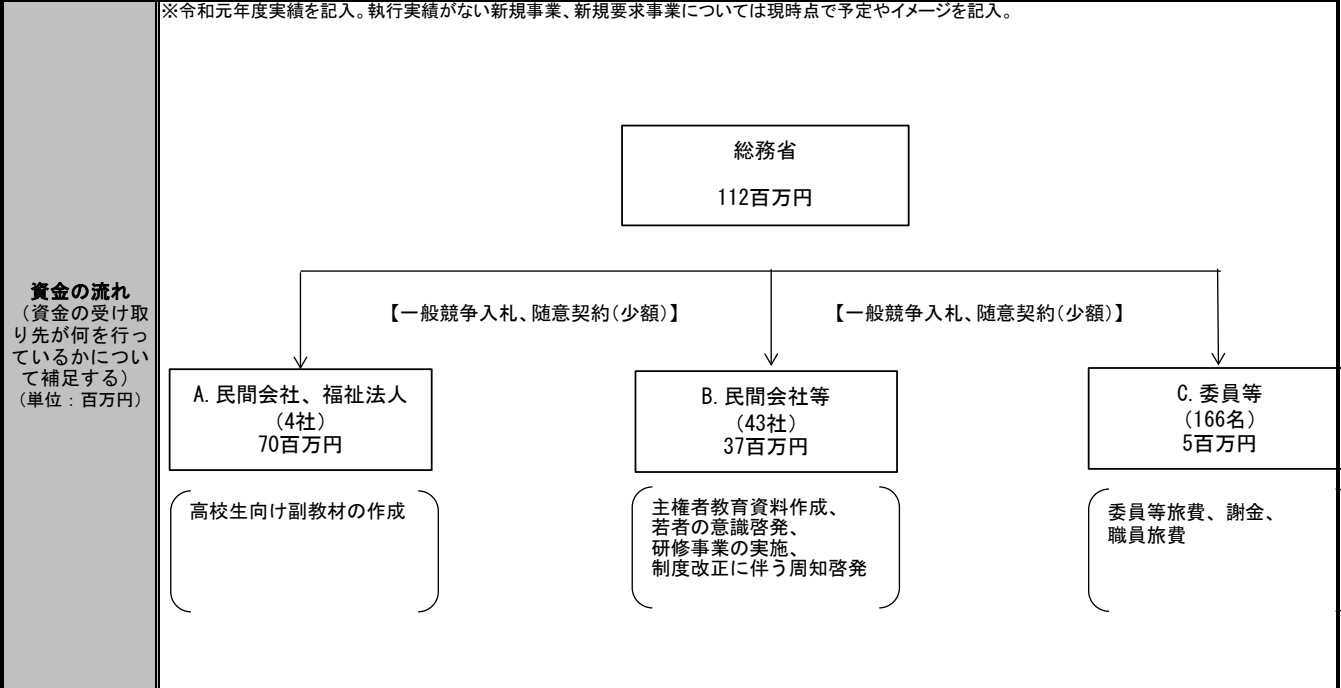 ※令和元年度実績を記入。執行実績がない新規事業、新規要求事業については現時点で予定やイメージを記入。
資金の流れ
（資金の受け取
り先が何を行っ
ているかについ
て補足する）
（単位：百万円）
総務省
112百万円
【一般競争入札、随意契約（少額）】
【一般競争入札、随意契約（少額）】
A. 民間会社、福祉法人
（4社）
70百万円
B. 民間会社等
（43社）
37百万円
C. 委員等
（166名）
5百万円
高校生向け副教材の作成
主権者教育資料作成、
若者の意識啓発、
研修事業の実施、
制度改正に伴う周知啓発
委員等旅費、謝金、
職員旅費